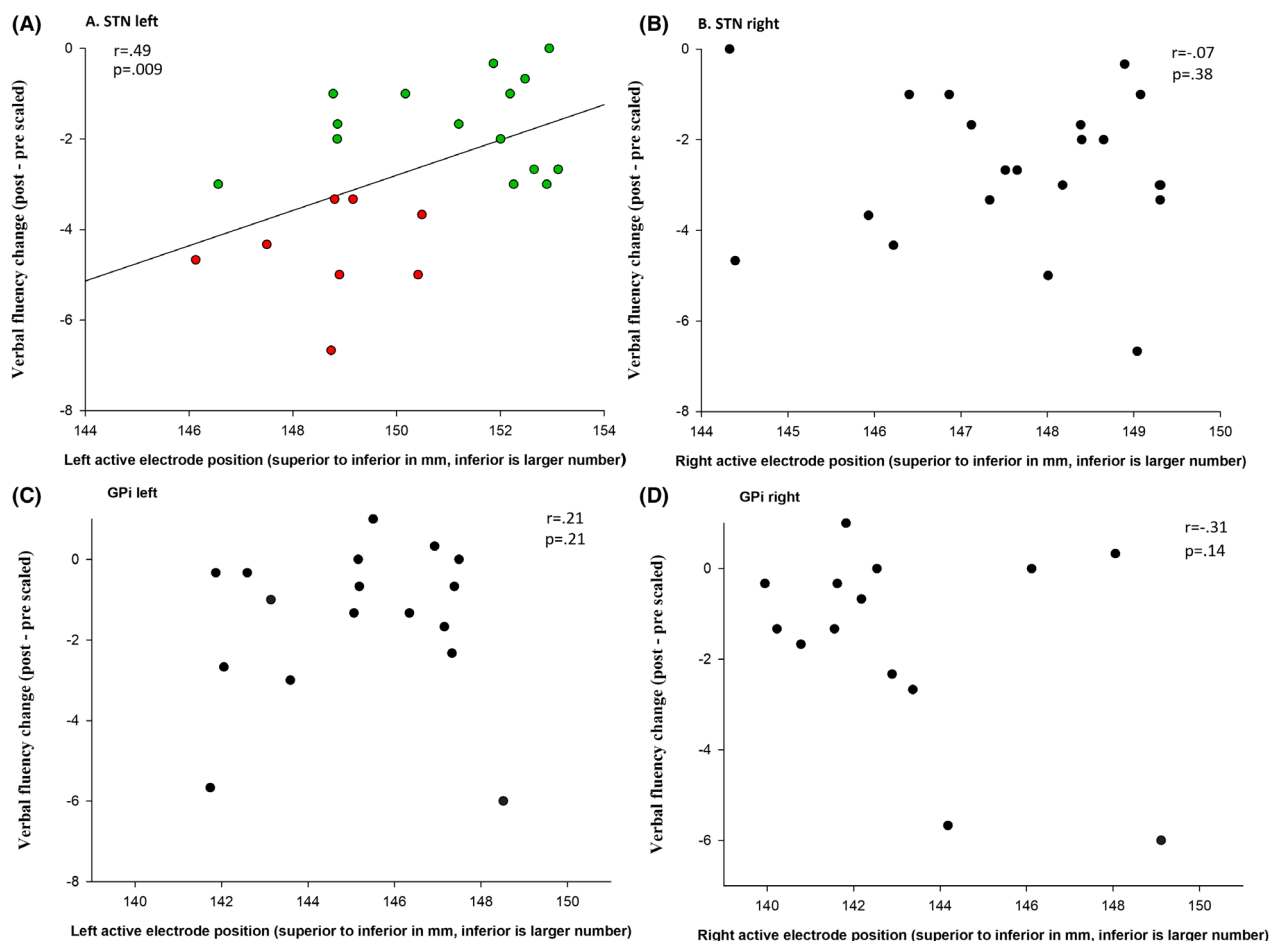 (A)
A. STN left
r=.49
p=.009
Verbal fluency change (post - pre scaled)
0
-2
-4
-6
-8
144
146
148
150
152
154
Left active electrode position (superior to inferior in mm, inferior is larger number)
(B)
B. STN right
r=-.07
p=.38
Verbal fluency change (post - pre scaled)
0
-2
-4
-6
-8
144
145
146
147
148
149
150
Right active electrode position (superior to inferior in mm, inferior is larger number)
(C)
GPi left
r=.21
p=.21
Verbal fluency change (post - pre scaled)
0
-2
-4
-6
-8
140
142
144
146
148
150
Left active electrode position (superior to inferior in mm, inferior is larger number)
(D)
GPi right
r=-.31
p=.14
Verbal fluency change (post - pre scaled)
0
-2
-4
-6
140
142
144
146
148
150
Right active electrode position (superior to inferior in mm, inferior is larger number)